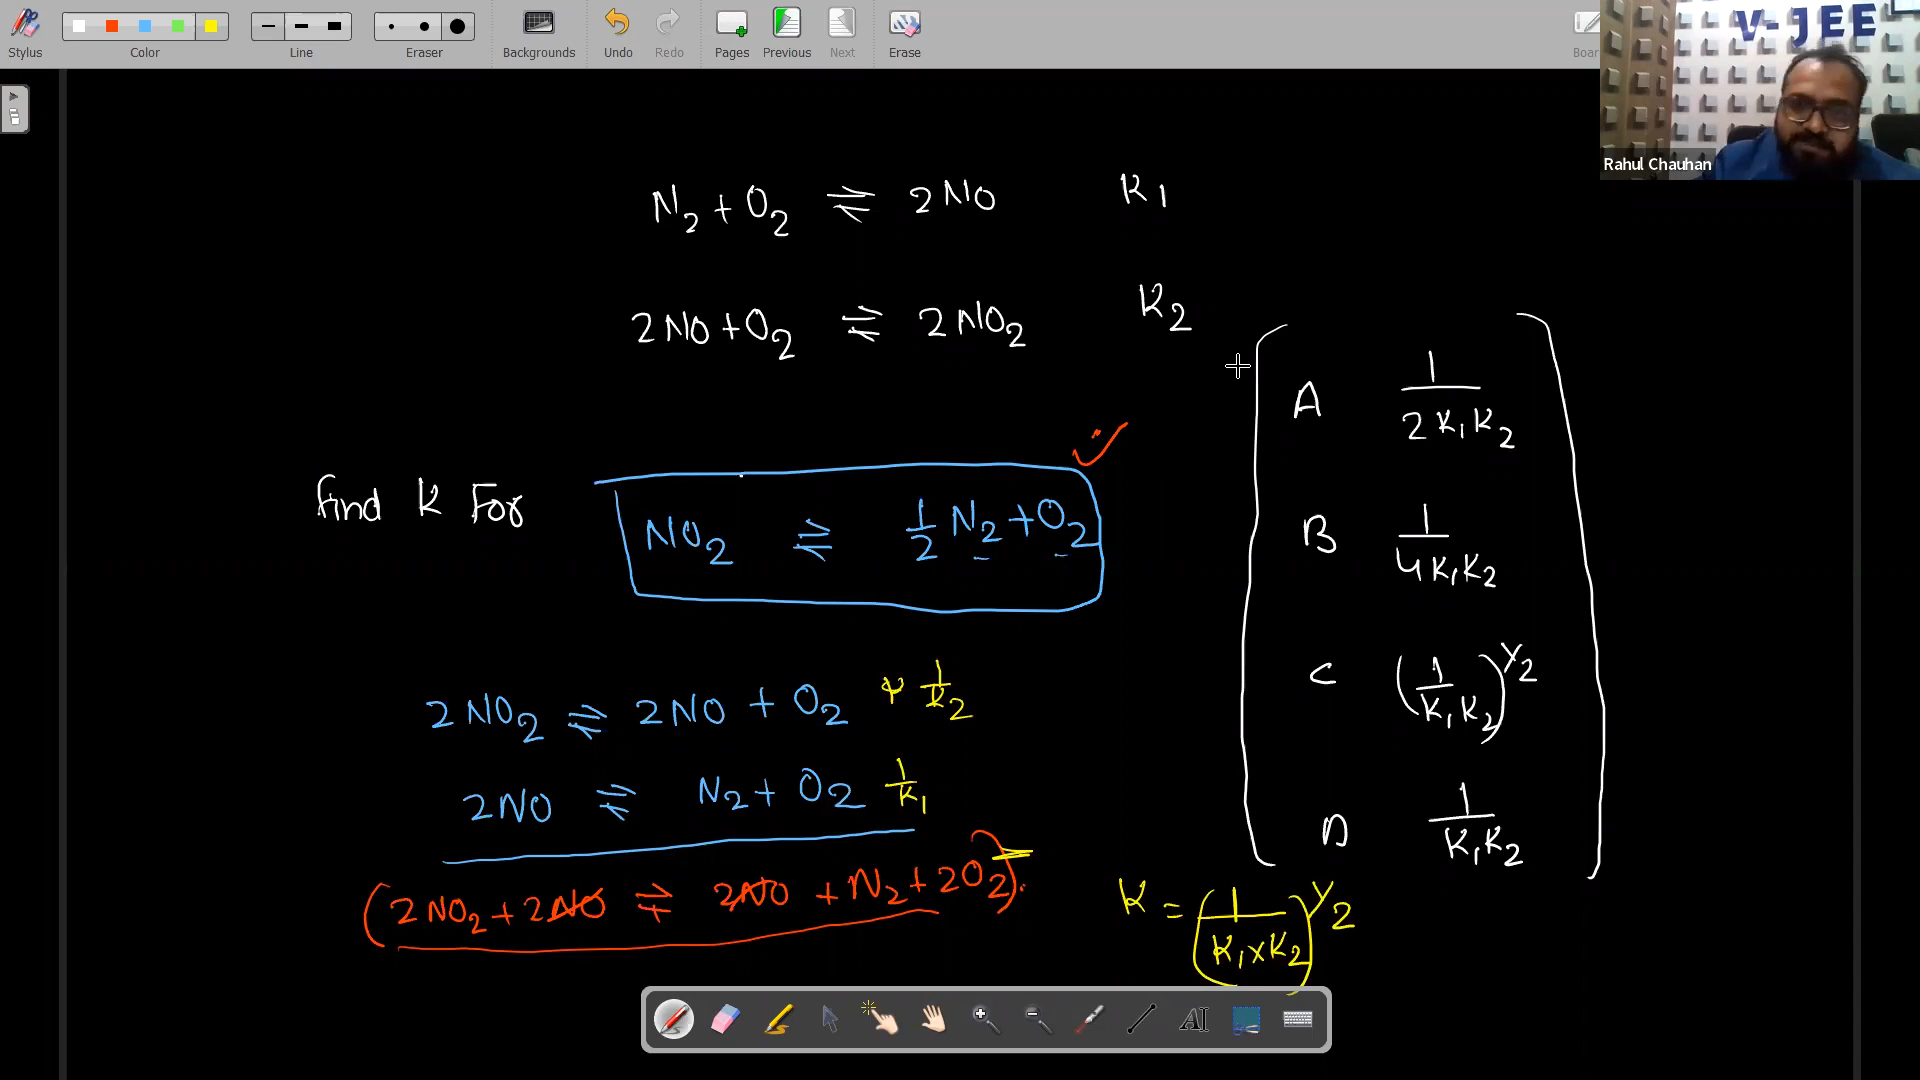 Stylus
Color
Line
Eraser
Backgrounds
Undo
Redo
Pages
Previous
Next
Erase
Boar
V-JEE
Rahul Chauhan
N₂ + O₂ ⇌ 2NO K₁
2NO + O₂ ⇌ 2NO₂ K₂
find K For NO₂ ⇌ 1/2 N₂ + O₂
A 1/(2K₁K₂)
B 1/(4K₁K₂)
C (1/(K₁K₂))^1/2
D 1/(K₁K₂)
2NO₂ ⇌ 2NO + O₂ 1/K₂
2NO ⇌ N₂ + O₂ 1/K₁
(2NO₂ + 2NO ⇌ 2NO + N₂ + 2O₂)
K = (1/(K₁×K₂))^1/2
AI